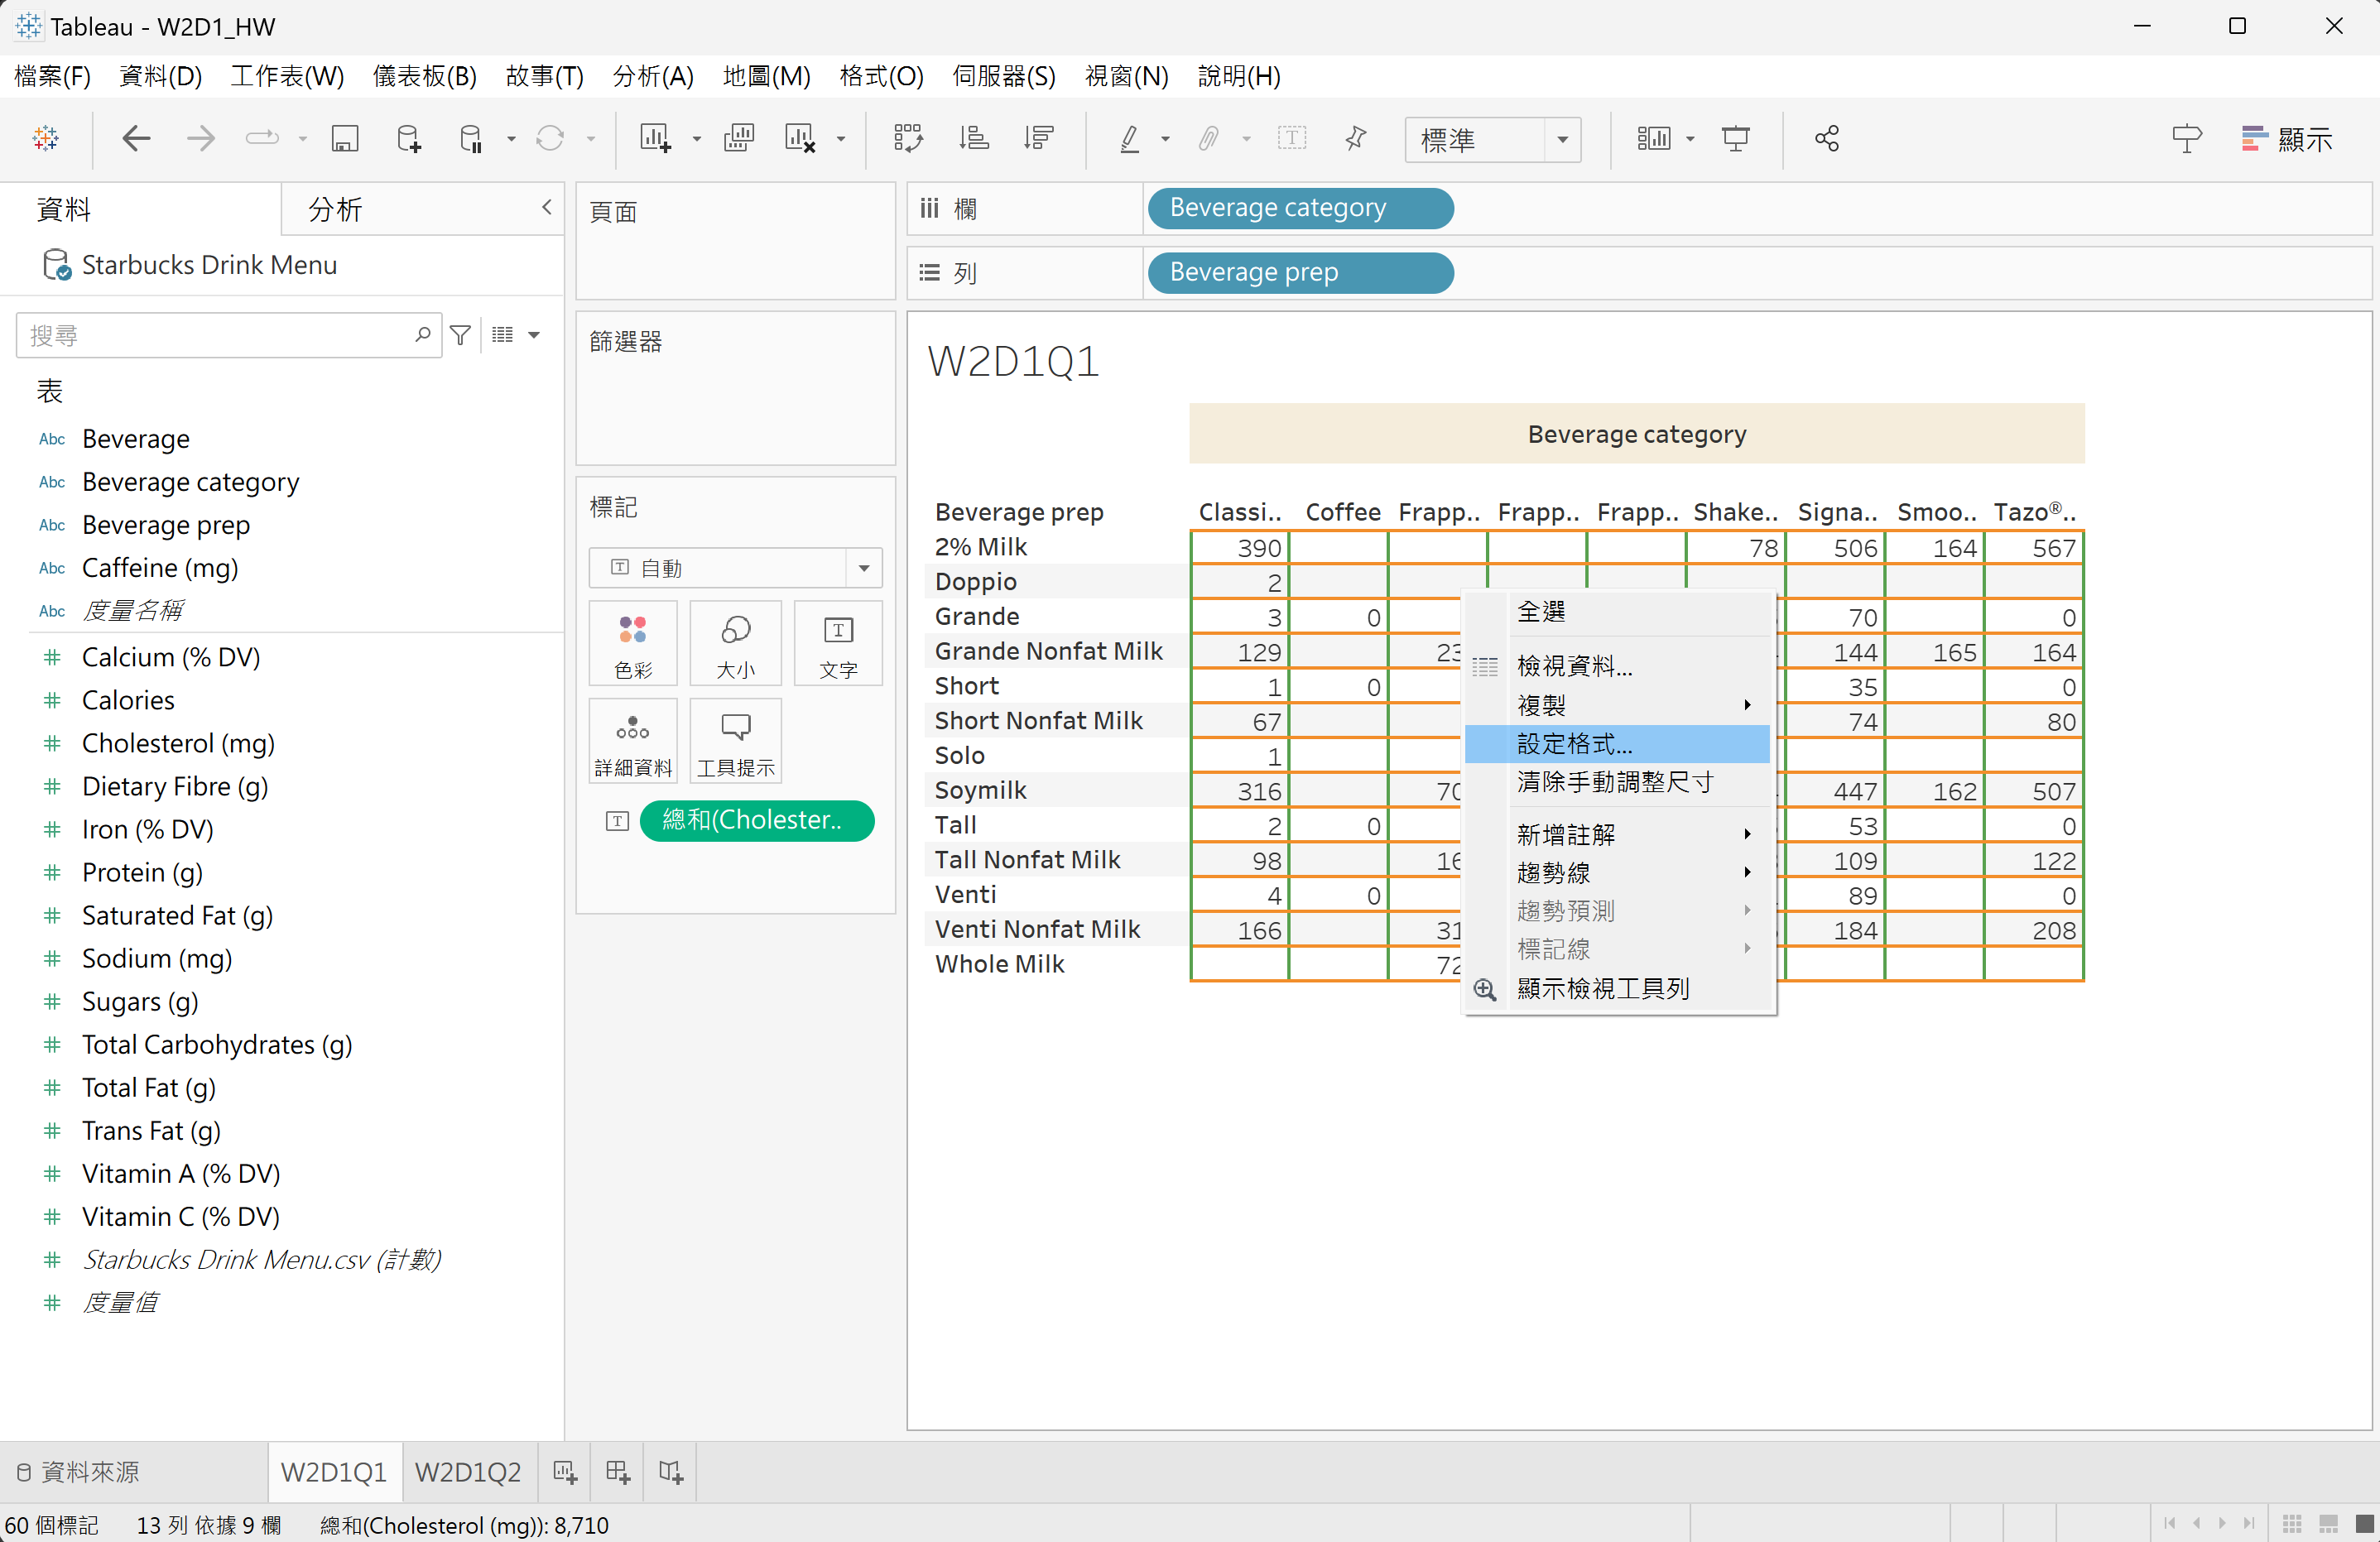 Tableau - W2D1_HW
檔案(F) 資料(D) 工作表(W) 儀表板(B) 故事(T) 分析(A) 地圖(M) 格式(O) 伺服器(S) 視窗(N) 說明(H)
標準
顯示
資料 分析
Starbucks Drink Menu
搜尋
表
Abc Beverage
Abc Beverage category
Abc Beverage prep
Abc Caffeine (mg)
Abc 度量名稱
Calcium (% DV)
Calories
Cholesterol (mg)
Dietary Fibre (g)
Iron (% DV)
Protein (g)
Saturated Fat (g)
Sodium (mg)
Sugars (g)
Total Carbohydrates (g)
Total Fat (g)
Trans Fat (g)
Vitamin A (% DV)
Vitamin C (% DV)
Starbucks Drink Menu.csv (計數)
度量值
頁面
篩選器
標記
自動
色彩 大小 文字
詳細資料 工具提示
總和(Cholester..
欄 Beverage category
列 Beverage prep
W2D1Q1
Beverage category
Beverage prep Classi.. Coffee Frapp.. Frapp.. Frapp.. Shake.. Signa.. Smoo.. Tazo®..
2% Milk 390 78 506 164 567
Doppio 2
Grande 3 0 70 0
Grande Nonfat Milk 129 144 165 164
Short 1 0 35 0
Short Nonfat Milk 67 74 80
Solo 1
Soymilk 316 447 162 507
Tall 2 0 53 0
Tall Nonfat Milk 98 109 122
Venti 4 0 89 0
Venti Nonfat Milk 166 184 208
Whole Milk
全選
檢視資料...
複製
設定格式...
清除手動調整尺寸
新增註解
趨勢線
趨勢預測
標記線
顯示檢視工具列
資料來源 W2D1Q1 W2D1Q2
60 個標記 13 列 依據 9 欄 總和(Cholesterol (mg)): 8,710